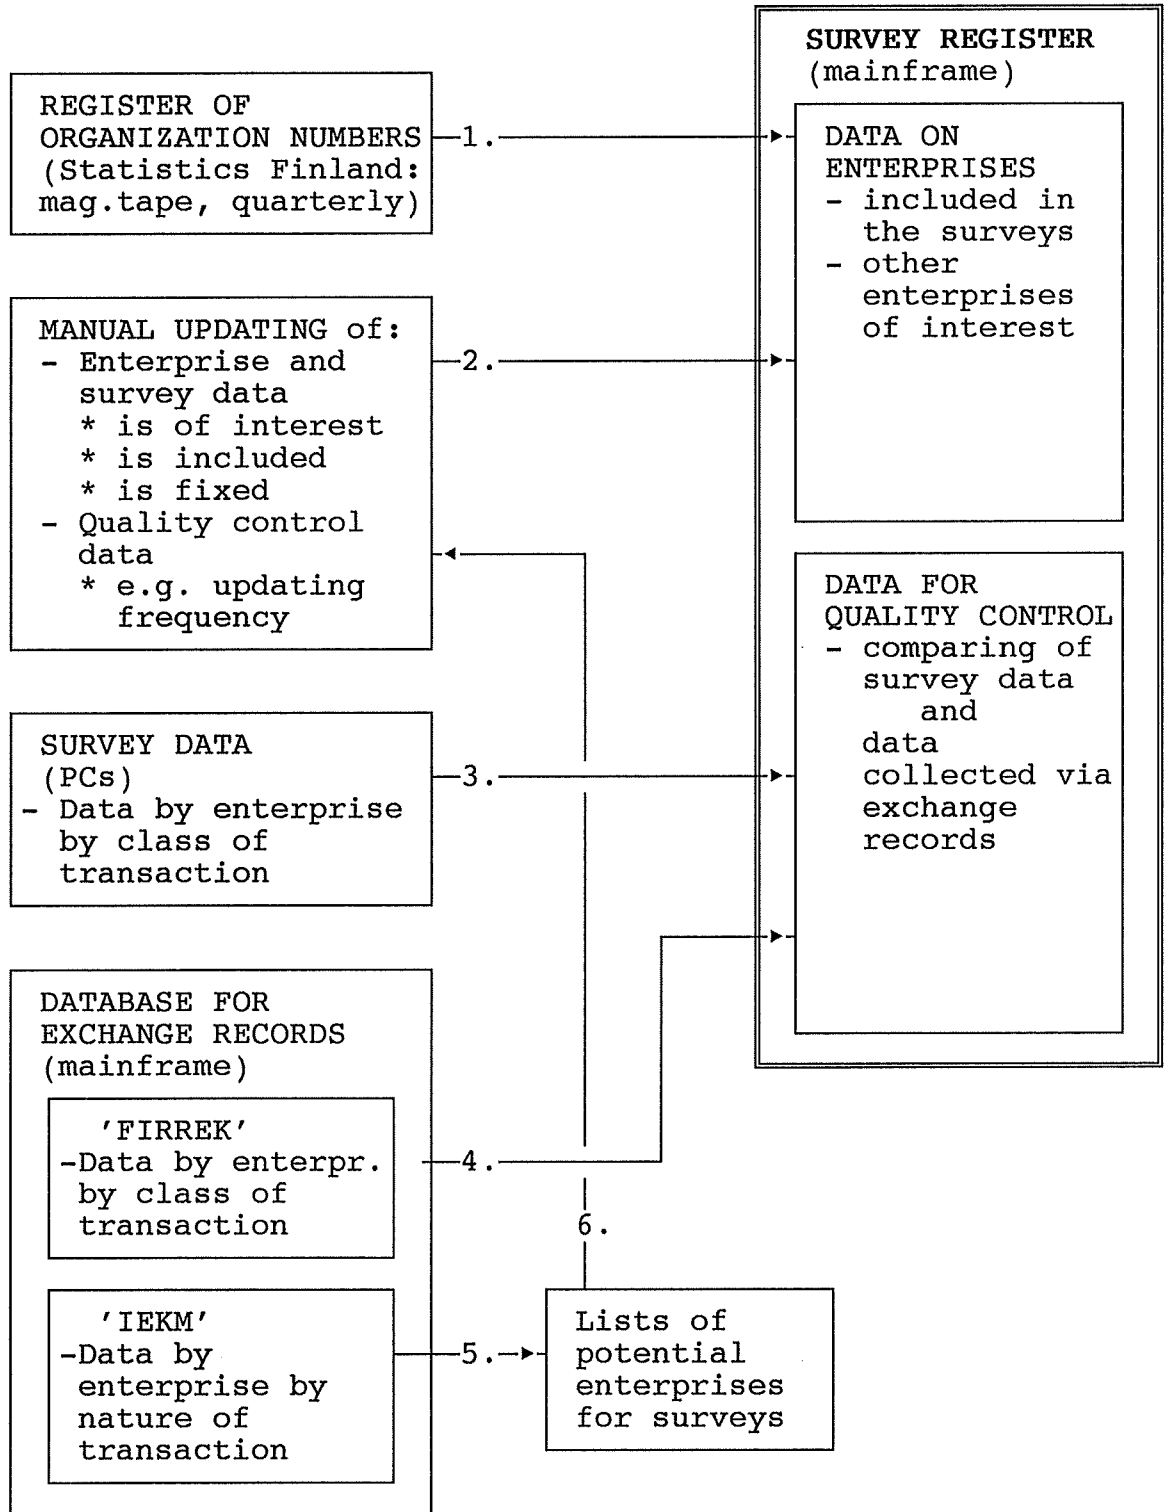 SURVEY REGISTER
(mainframe)
REGISTER OF
ORGANIZATION NUMBERS
(Statistics Finland:
mag.tape, quarterly)
1.
DATA ON
ENTERPRISES
- included in
the surveys
- other
enterprises
of interest
MANUAL UPDATING of:
- Enterprise and
survey data
* is of interest
* is included
* is fixed
- Quality control
data
* e.g. updating
frequency
2.
DATA FOR
QUALITY CONTROL
- comparing of
survey data
and
data
collected via
exchange
records
SURVEY DATA
(PCs)
- Data by enterprise
by class of
transaction
3.
DATABASE FOR
EXCHANGE RECORDS
(mainframe)
'FIRREK'
-Data by enterpr.
by class of
transaction
4.
6.
'IEKM'
-Data by
enterprise by
nature of
transaction
5.
Lists of
potential
enterprises
for surveys